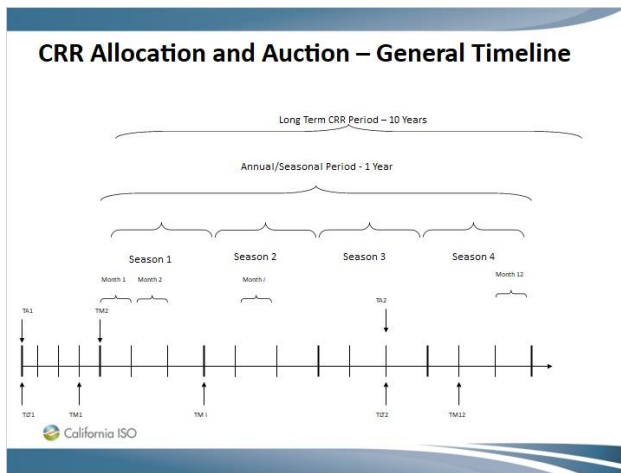 CRR Allocation and Auction – General Timeline
Long Term CRR Period – 10 Years
Annual/Seasonal Period - 1 Year
Season 1
Season 2
Season 3
Season 4
Month 1
Month 2
Month i
Month 12
TA1
TM2
TA2
TLT1
TM1
TM i
TLT2
TM12
California ISO